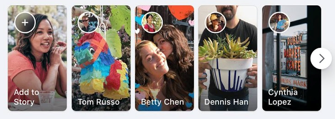 Add to
Story
Tom Russo
Betty Chen
Dennis Han
Cynthia
Lopez